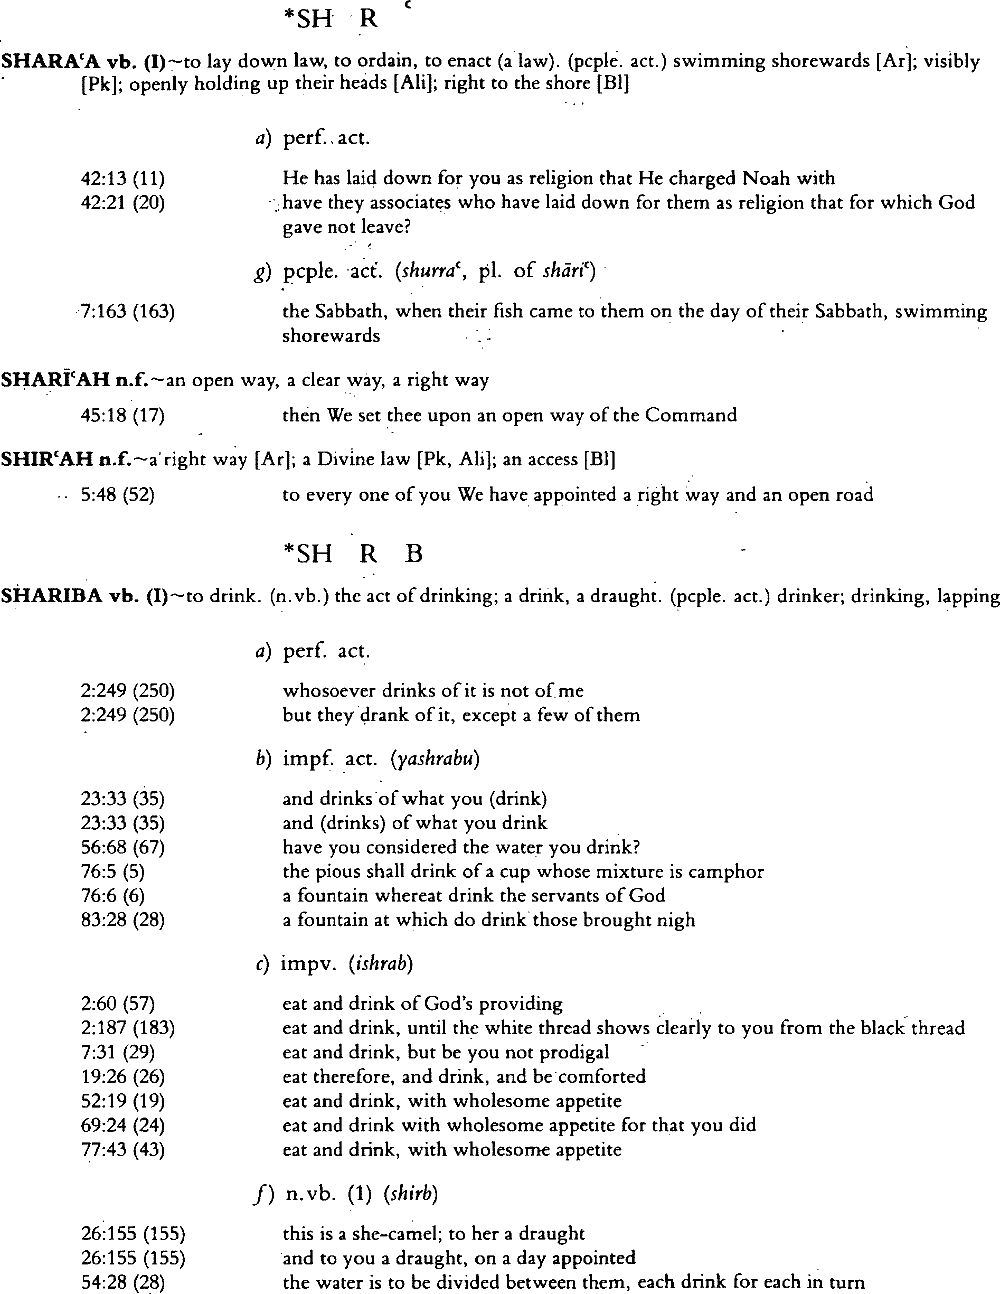 *SH R ʿ
SHARAʿA vb. (I)~to lay down law, to ordain, to enact (a law). (pcple. act.) swimming shorewards [Ar]; visibly
[Pk]; openly holding up their heads [Ali]; right to the shore [Bl]
a) perf. act.
42:13 (11) He has laid down for you as religion that He charged Noah with
42:21 (20) have they associates who have laid down for them as religion that for which God
gave not leave?
g) pcple. act. (shurraʿ, pl. of shāriʿ)
7:163 (163) the Sabbath, when their fish came to them on the day of their Sabbath, swimming
shorewards
SHARĪʿAH n.f.~an open way, a clear way, a right way
45:18 (17) then We set thee upon an open way of the Command
SHIRʿAH n.f.~a right way [Ar]; a Divine law [Pk, Ali]; an access [Bl]
5:48 (52) to every one of you We have appointed a right way and an open road
*SH R B
SHARIBA vb. (I)~to drink. (n.vb.) the act of drinking; a drink, a draught. (pcple. act.) drinker; drinking, lapping
a) perf. act.
2:249 (250) whosoever drinks of it is not of me
2:249 (250) but they drank of it, except a few of them
b) impf. act. (yashrabu)
23:33 (35) and drinks of what you (drink)
23:33 (35) and (drinks) of what you drink
56:68 (67) have you considered the water you drink?
76:5 (5) the pious shall drink of a cup whose mixture is camphor
76:6 (6) a fountain whereat drink the servants of God
83:28 (28) a fountain at which do drink those brought nigh
c) impv. (ishrab)
2:60 (57) eat and drink of God's providing
2:187 (183) eat and drink, until the white thread shows clearly to you from the black thread
7:31 (29) eat and drink, but be you not prodigal
19:26 (26) eat therefore, and drink, and be comforted
52:19 (19) eat and drink, with wholesome appetite
69:24 (24) eat and drink with wholesome appetite for that you did
77:43 (43) eat and drink, with wholesome appetite
f) n.vb. (1) (shirb)
26:155 (155) this is a she-camel; to her a draught
26:155 (155) and to you a draught, on a day appointed
54:28 (28) the water is to be divided between them, each drink for each in turn